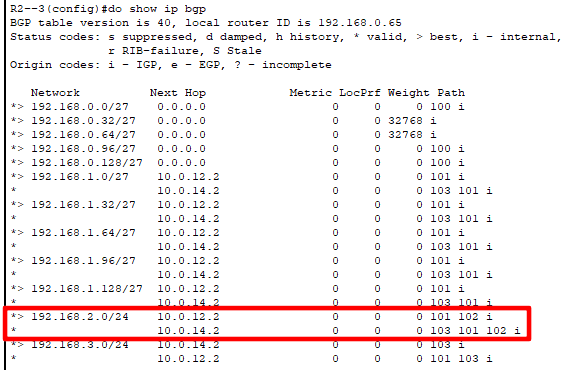 R2--3(config)#do show ip bgp
BGP table version is 40, local router ID is 192.168.0.65
Status codes: s suppressed, d damped, h history, * valid, > best, i - internal,
              r RIB-failure, S Stale
Origin codes: i - IGP, e - EGP, ? - incomplete

   Network          Next Hop            Metric LocPrf Weight Path
*> 192.168.0.0/27   0.0.0.0                  0      0      0 100 i
*> 192.168.0.32/27  0.0.0.0                  0      0 32768 i
*> 192.168.0.64/27  0.0.0.0                  0      0 32768 i
*> 192.168.0.96/27  0.0.0.0                  0      0      0 100 i
*> 192.168.0.128/27 0.0.0.0                  0      0      0 100 i
*> 192.168.1.0/27   10.0.12.2                0      0      0 101 i
*                   10.0.14.2                0      0      0 103 101 i
*> 192.168.1.32/27  10.0.12.2                0      0      0 101 i
*                   10.0.14.2                0      0      0 103 101 i
*> 192.168.1.64/27  10.0.12.2                0      0      0 101 i
*                   10.0.14.2                0      0      0 103 101 i
*> 192.168.1.96/27  10.0.12.2                0      0      0 101 i
*                   10.0.14.2                0      0      0 103 101 i
*> 192.168.1.128/27 10.0.12.2                0      0      0 101 i
*                   10.0.14.2                0      0      0 103 101 i
*> 192.168.2.0/24   10.0.12.2                0      0      0 101 102 i
*                   10.0.14.2                0      0      0 103 101 102 i
*> 192.168.3.0/24   10.0.14.2                0      0      0 103 i
*                   10.0.12.2                0      0      0 101 103 i